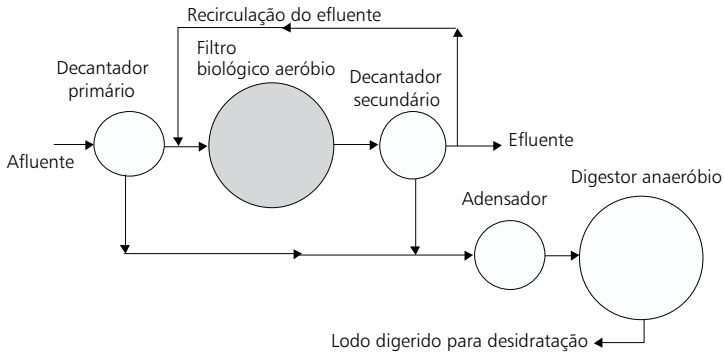 Recirculação do efluente
Filtro
biológico aeróbio
Decantador
primário
Decantador
secundário
Afluente
Efluente
Digestor anaeróbio
Adensador
Lodo digerido para desidratação